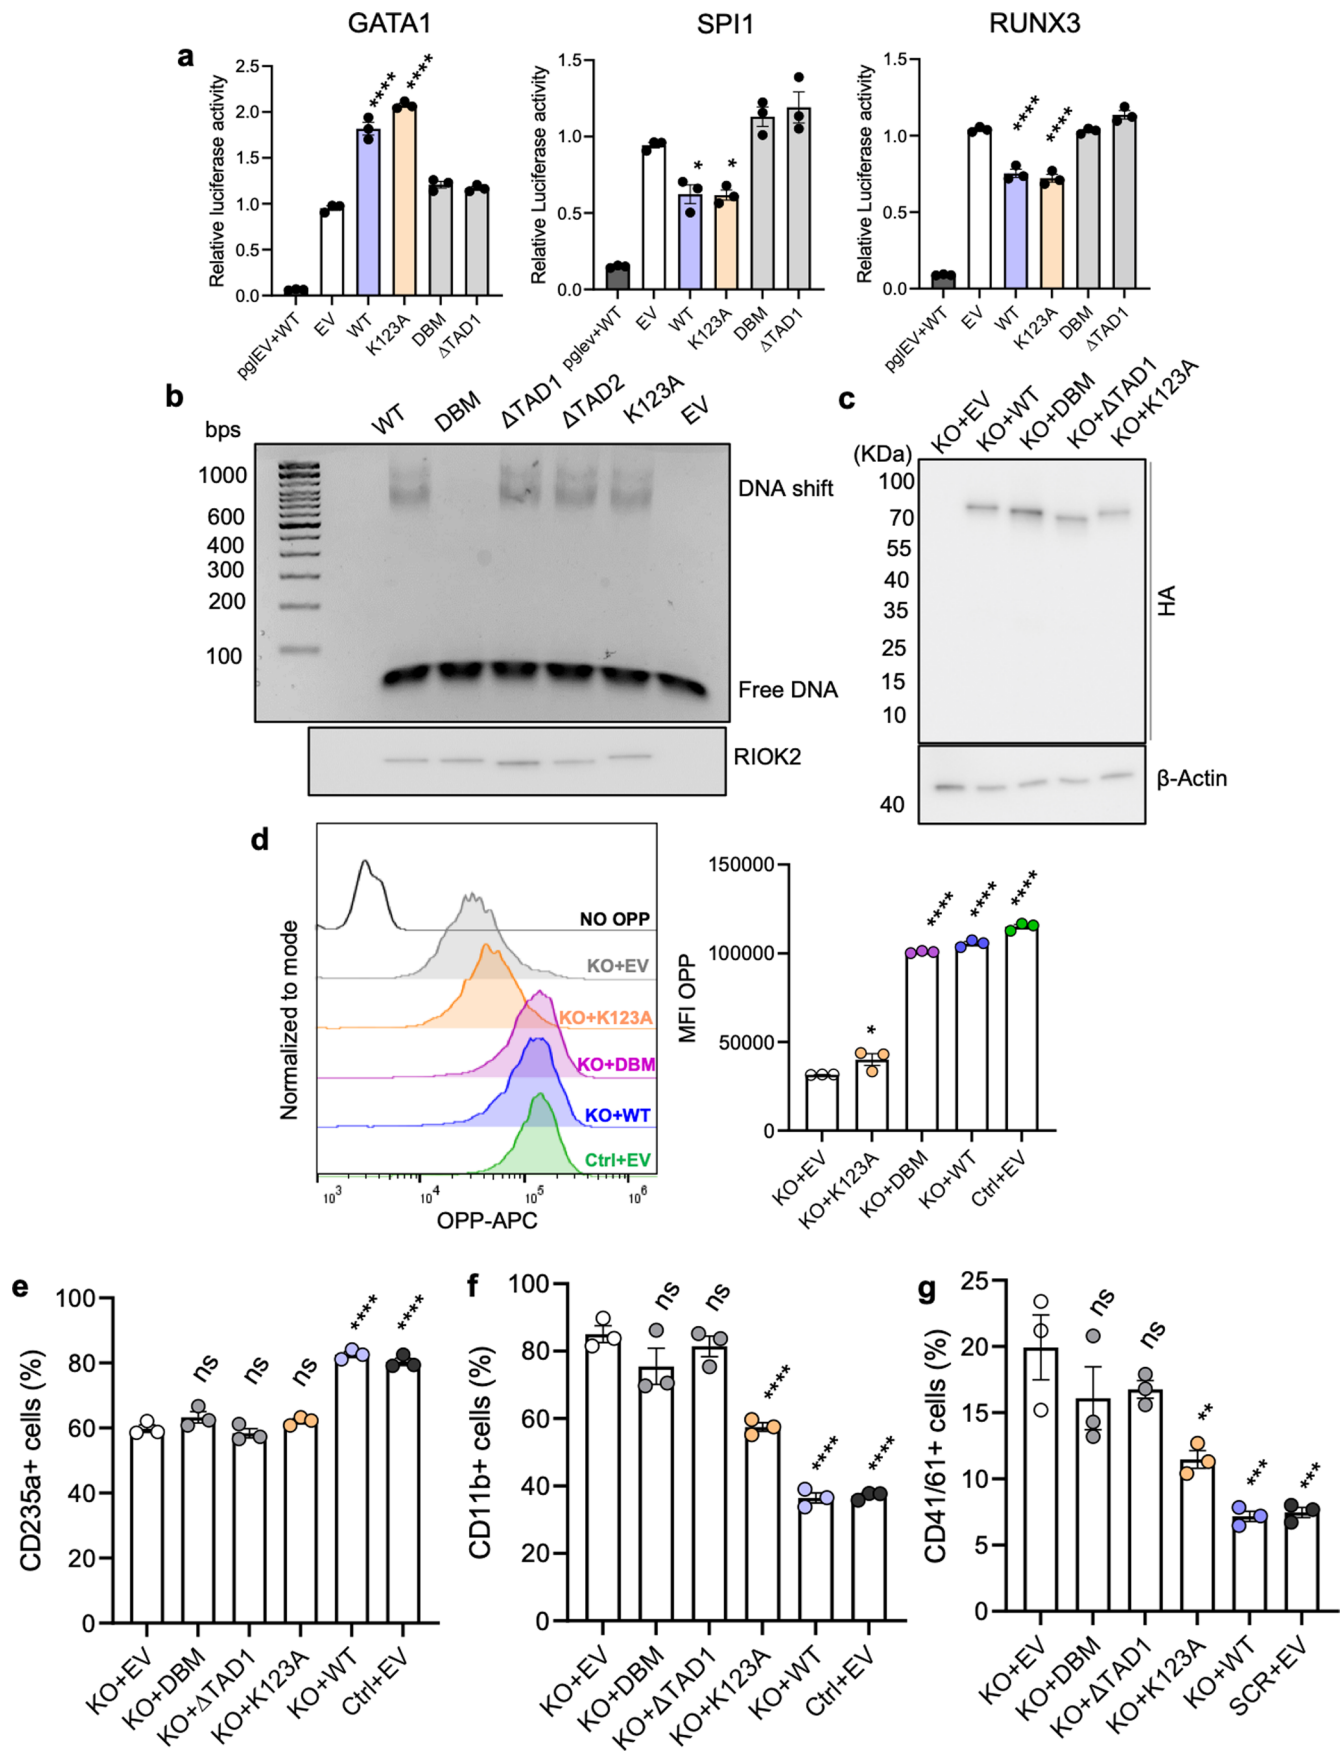 GATA1
SPI1
RUNX3
a
Relative luciferase activity
2.5
2.0
1.5
1.0
0.5
0.0
****
****
pglEV+WT
EV
WT
K123A
DBM
ΔTAD1
Relative Luciferase activity
1.5
1.0
0.5
0.0
*
*
pglev+WT
EV
WT
K123A
DBM
ΔTAD1
Relative Luciferase activity
1.5
1.0
0.5
0.0
****
****
pglEV+WT
EV
WT
K123A
DBM
ΔTAD1
b
bps
WT
DBM
ΔTAD1
ΔTAD2
K123A
EV
1000
600
400
300
200
100
DNA shift
Free DNA
RIOK2
c
(KDa)
KO+EV
KO+WT
KO+DBM
KO+ΔTAD1
KO+K123A
100
70
55
40
35
25
15
10
HA
40
β-Actin
d
Normalized to mode
NO OPP
KO+EV
KO+K123A
KO+DBM
KO+WT
Ctrl+EV
10³
10⁴
10⁵
10⁶
OPP-APC
MFI OPP
150000
100000
50000
0
*
****
****
****
KO+EV
KO+K123A
KO+DBM
KO+WT
Ctrl+EV
e
CD235a+ cells (%)
100
80
60
40
20
0
ns
ns
ns
****
****
KO+EV
KO+DBM
KO+ΔTAD1
KO+K123A
KO+WT
Ctrl+EV
f
CD11b+ cells (%)
100
80
60
40
20
0
ns
ns
****
****
****
KO+EV
KO+DBM
KO+ΔTAD1
KO+K123A
KO+WT
Ctrl+EV
g
CD41/61+ cells (%)
25
20
15
10
5
0
ns
ns
**
***
***
KO+EV
KO+DBM
KO+ΔTAD1
KO+K123A
KO+WT
SCR+EV